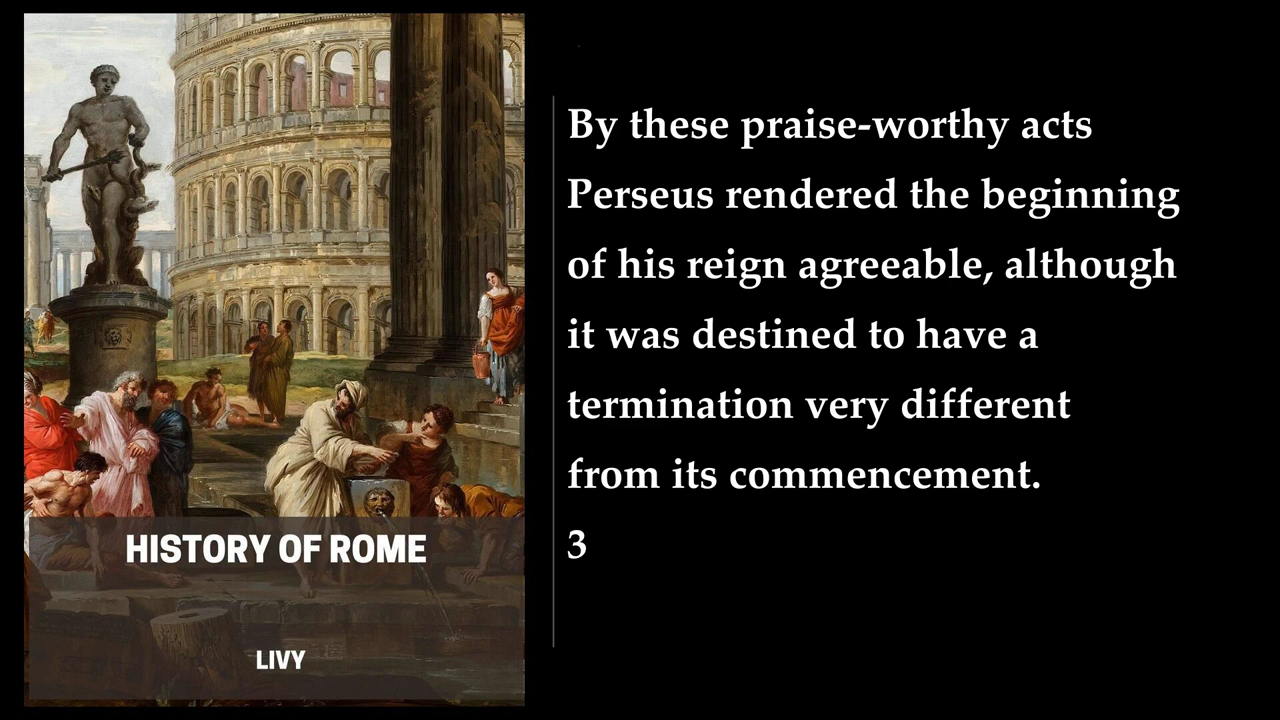 By these praise-worthy acts
Perseus rendered the beginning
of his reign agreeable, although
it was destined to have a
termination very different
from its commencement.
3
HISTORY OF ROME
LIVY